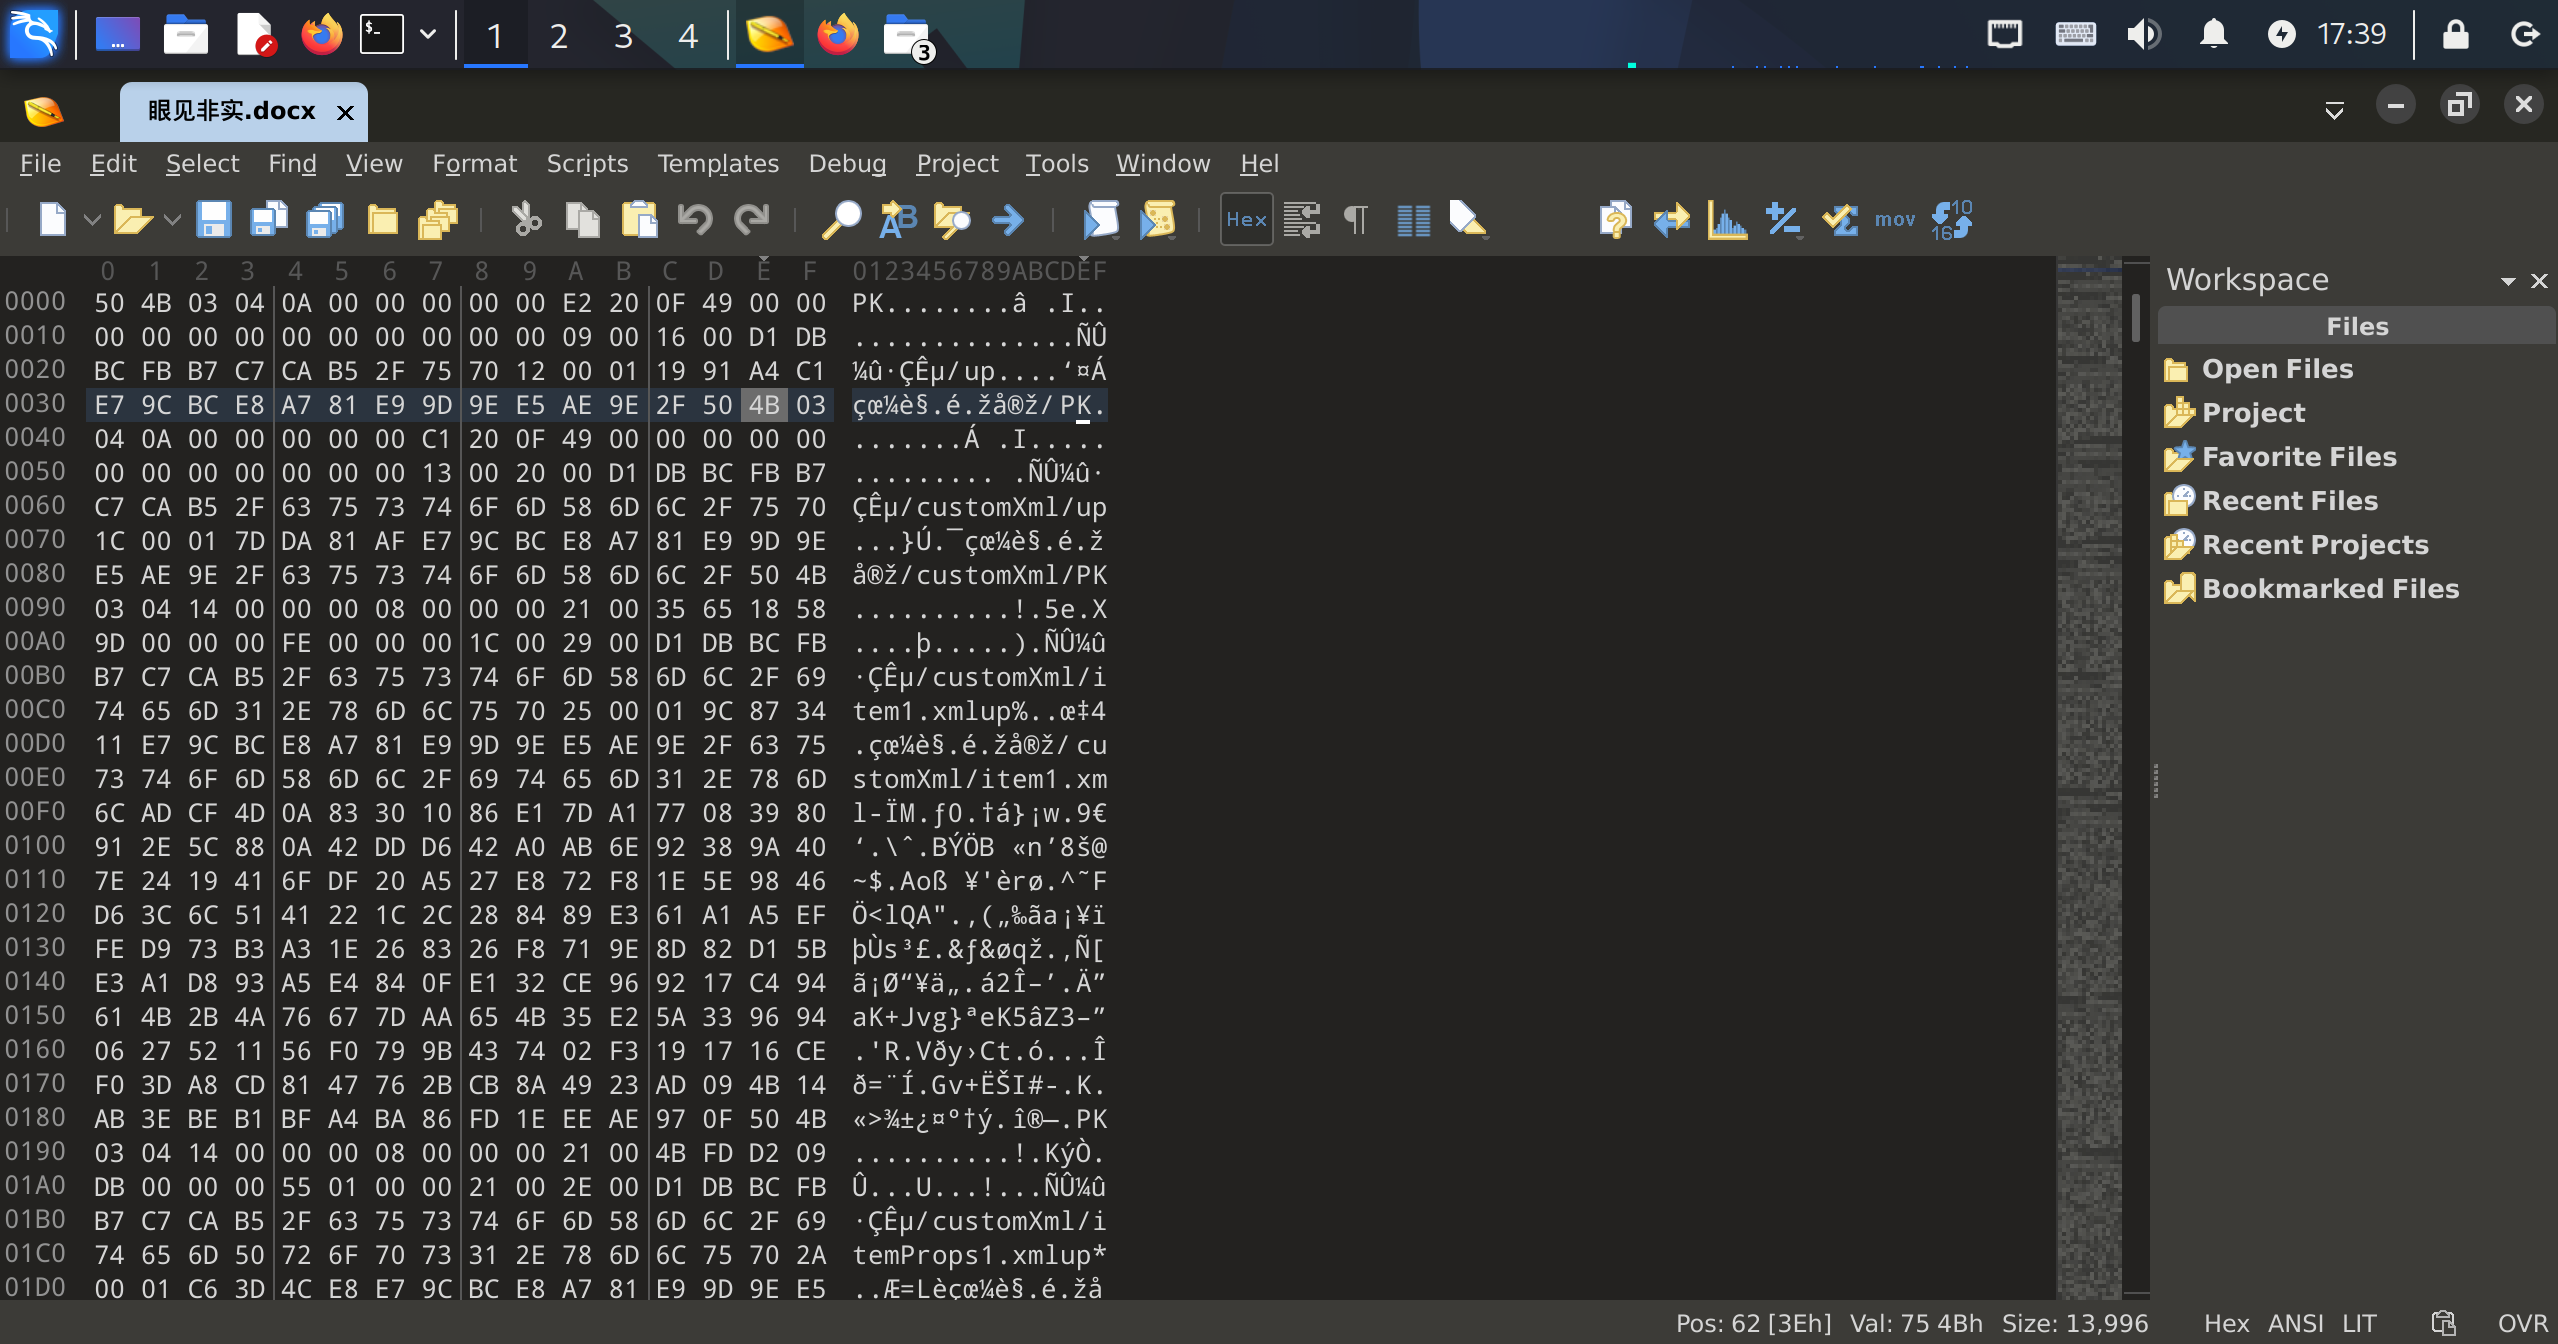 1 2 3 4 3 17:39
眼见非实.docx
File Edit Select Find View Format Scripts Templates Debug Project Tools Window Hel
Hex mov 10 16
0 1 2 3 4 5 6 7 8 9 A B C D E F 0123456789ABCDEF
0000 50 4B 03 04 0A 00 00 00 00 00 E2 20 0F 49 00 00 PK........â .I..
0010 00 00 00 00 00 00 00 00 00 00 09 00 16 00 D1 DB ..............ÑÛ
0020 BC FB B7 C7 CA B5 2F 75 70 12 00 01 19 91 A4 C1 ¼û·ÇÊµ/up....‘¤Á
0030 E7 9C BC E8 A7 81 E9 9D 9E E5 AE 9E 2F 50 4B 03 çœ¼è§.é.žå®ž/PK.
0040 04 0A 00 00 00 00 00 C1 20 0F 49 00 00 00 00 00 .......Á .I.....
0050 00 00 00 00 00 00 00 13 00 20 00 D1 DB BC FB B7 ......... .ÑÛ¼û·
0060 C7 CA B5 2F 63 75 73 74 6F 6D 58 6D 6C 2F 75 70 ÇÊµ/customXml/up
0070 1C 00 01 7D DA 81 AF E7 9C BC E8 A7 81 E9 9D 9E ...}Ú.¯çœ¼è§.é.ž
0080 E5 AE 9E 2F 63 75 73 74 6F 6D 58 6D 6C 2F 50 4B å®ž/customXml/PK
0090 03 04 14 00 00 00 08 00 00 00 21 00 35 65 18 58 ..........!.5e.X
00A0 9D 00 00 00 FE 00 00 00 1C 00 29 00 D1 DB BC FB ....þ.....).ÑÛ¼û
00B0 B7 C7 CA B5 2F 63 75 73 74 6F 6D 58 6D 6C 2F 69 ·ÇÊµ/customXml/i
00C0 74 65 6D 31 2E 78 6D 6C 75 70 25 00 01 9C 87 34 tem1.xmlup%..œ‡4
00D0 11 E7 9C BC E8 A7 81 E9 9D 9E E5 AE 9E 2F 63 75 .çœ¼è§.é.žå®ž/cu
00E0 73 74 6F 6D 58 6D 6C 2F 69 74 65 6D 31 2E 78 6D stomXml/item1.xm
00F0 6C AD CF 4D 0A 83 30 10 86 E1 7D A1 77 08 39 80 l-ÏM.ƒ0.†á}¡w.9€
0100 91 2E 5C 88 0A 42 DD D6 42 A0 AB 6E 92 38 9A 40 ‘.\ˆ.BÝÖB «n’8š@
0110 7E 24 19 41 6F DF 20 A5 27 E8 72 F8 1E 5E 98 46 ~$.Aoß ¥'èrø.^˜F
0120 D6 3C 6C 51 41 22 1C 2C 28 84 89 E3 61 A1 A5 EF Ö<lQA".,(„‰ãa¡¥ï
0130 FE D9 73 B3 A3 1E 26 83 26 F8 71 9E 8D 82 D1 5B þÙs³£.&ƒ&øqž.‚Ñ[
0140 E3 A1 D8 93 A5 E4 84 0F E1 32 CE 96 92 17 C4 94 ã¡Ø“¥ä„.á2Î–’.Ä”
0150 61 4B 2B 4A 76 67 7D AA 65 4B 35 E2 5A 33 96 94 aK+Jvg}ªeK5âZ3–”
0160 06 27 52 11 56 F0 79 9B 43 74 02 F3 19 17 16 CE .'R.Vðy›Ct.ó...Î
0170 F0 3D A8 CD 81 47 76 2B CB 8A 49 23 AD 09 4B 14 ð=¨Í.Gv+ËŠI#-.K.
0180 AB 3E BE B1 BF A4 BA 86 FD 1E EE AE 97 0F 50 4B «>¾±¿¤º†ý.î®—.PK
0190 03 04 14 00 00 00 08 00 00 00 21 00 4B FD D2 09 ..........!.KýÒ.
01A0 DB 00 00 00 55 01 00 00 21 00 2E 00 D1 DB BC FB Û...U...!...ÑÛ¼û
01B0 B7 C7 CA B5 2F 63 75 73 74 6F 6D 58 6D 6C 2F 69 ·ÇÊµ/customXml/i
01C0 74 65 6D 50 72 6F 70 73 31 2E 78 6D 6C 75 70 2A temProps1.xmlup*
01D0 00 01 C6 3D 4C E8 E7 9C BC E8 A7 81 E9 9D 9E E5 ..Æ=Lèçœ¼è§.é.žå
Workspace
Files
Open Files
Project
Favorite Files
Recent Files
Recent Projects
Bookmarked Files
Pos: 62 [3Eh] Val: 75 4Bh Size: 13,996 Hex ANSI LIT OVR